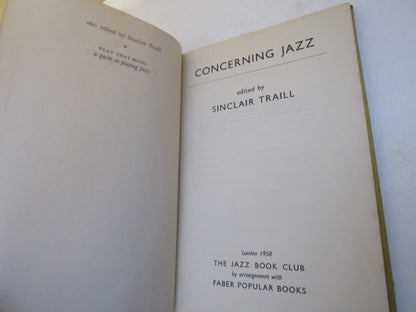 also edited by Sinclair Traill
PLAY THAT MUSIC
a guide to playing jazz
CONCERNING JAZZ
edited by
SINCLAIR TRAILL
London 1958
THE JAZZ BOOK CLUB
by arrangement with
FABER POPULAR BOOKS